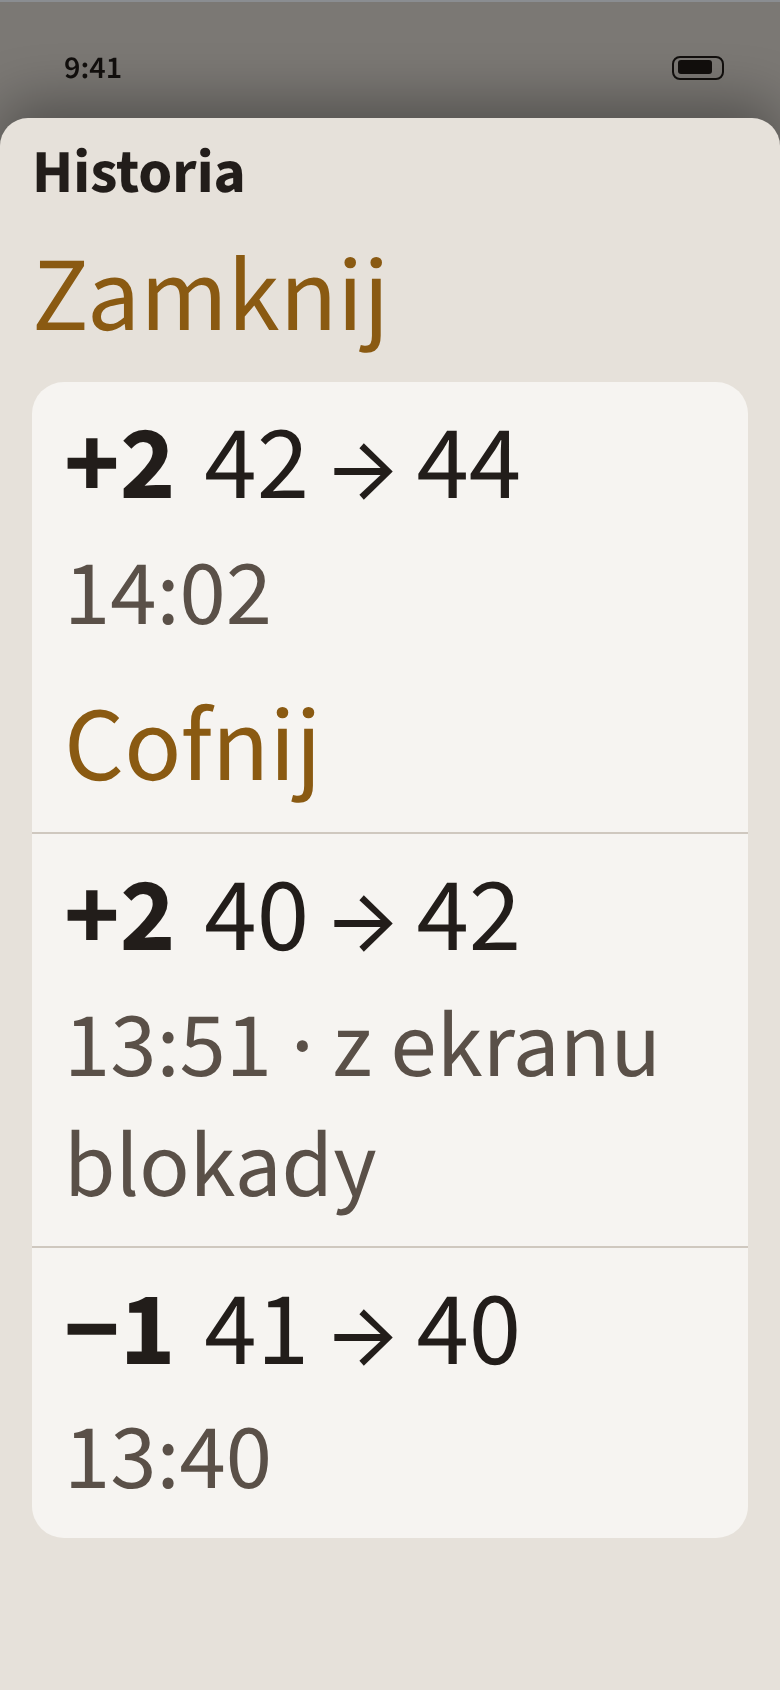 9:41
Historia
Zamknij
+2 42 → 44
14:02
Cofnij
+2 40 → 42
13:51 · z ekranu
blokady
−1 41 → 40
13:40